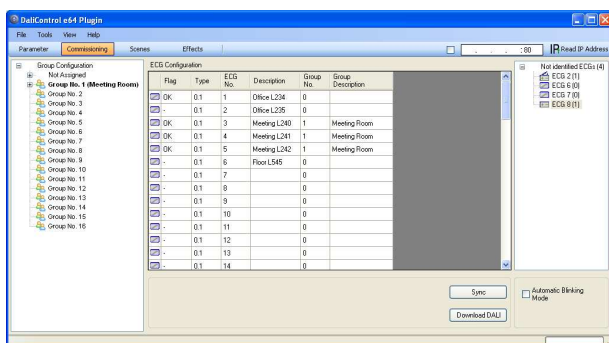 DaliControl e64 Plugin
File Tools View Help
Parameter Commissioning Scenes Effects . . . :80 IP Read IP Address
Group Configuration
Not Assigned
Group No. 1 (Meeting Room)
Group No. 2
Group No. 3
Group No. 4
Group No. 5
Group No. 6
Group No. 7
Group No. 8
Group No. 9
Group No. 10
Group No. 11
Group No. 12
Group No. 13
Group No. 14
Group No. 15
Group No. 16
ECG Configuration
Flag Type ECG No. Description Group No. Group Description
OK 0.1 1 Office L234 0
- 0.1 2 Office L235 0
OK 0.1 3 Meeting L240 1 Meeting Room
OK 0.1 4 Meeting L241 1 Meeting Room
OK 0.1 5 Meeting L242 1 Meeting Room
- 0.1 6 Floor L545 0
- 0.1 7 0
- 0.1 8 0
- 0.1 9 0
- 0.1 10 0
- 0.1 11 0
- 0.1 12 0
- 0.1 13 0
- 0.1 14 0
Not identified ECGs (4)
ECG 2 (1)
ECG 6 (0)
ECG 7 (0)
ECG 8 (1)
Sync
Download DALI
Automatic Blinking
Mode